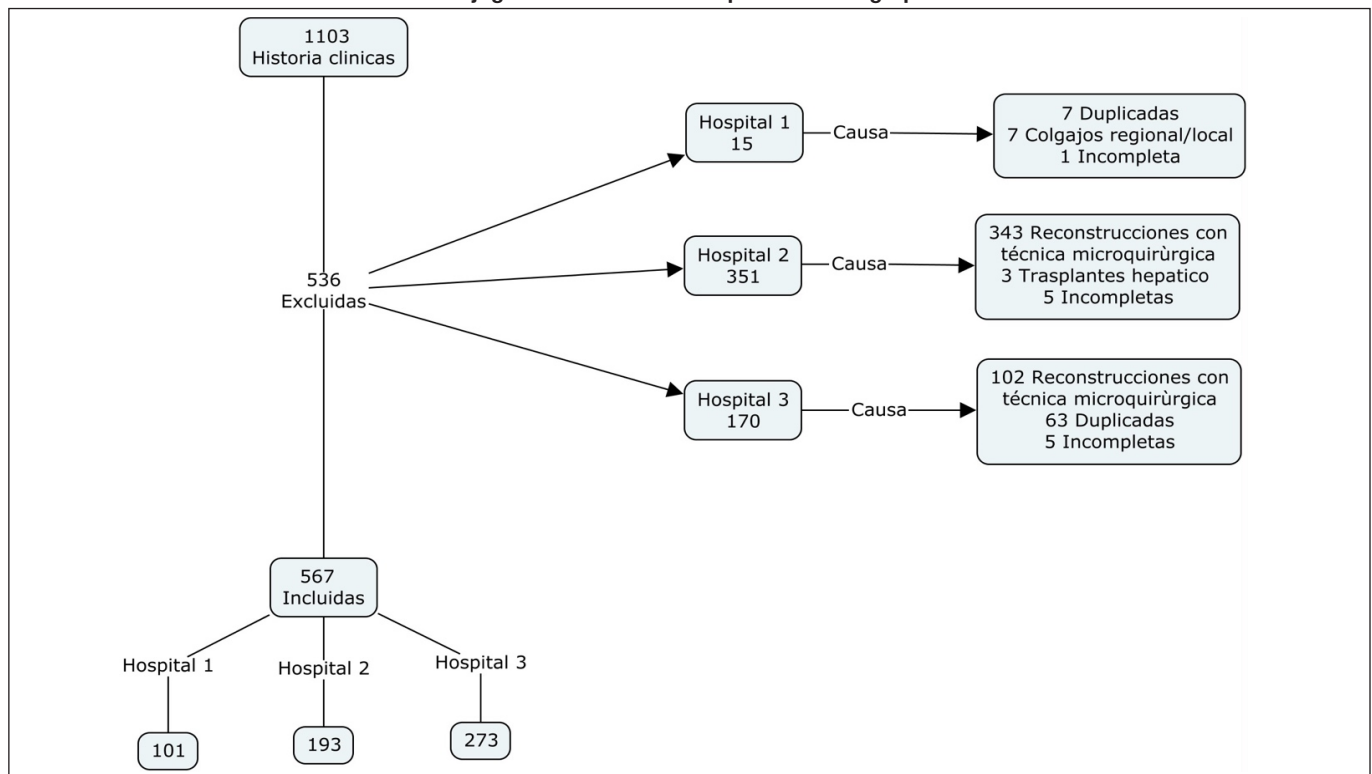 1103
Historia clinicas
Hospital 1
15
Causa
7 Duplicadas
7 Colgajos regional/local
1 Incompleta
536
Excluidas
Hospital 2
351
Causa
343 Reconstrucciones con
técnica microquirùrgica
3 Trasplantes hepatico
5 Incompletas
Hospital 3
170
Causa
102 Reconstrucciones con
técnica microquirùrgica
63 Duplicadas
5 Incompletas
567
Incluidas
Hospital 1
Hospital 2
Hospital 3
101
193
273